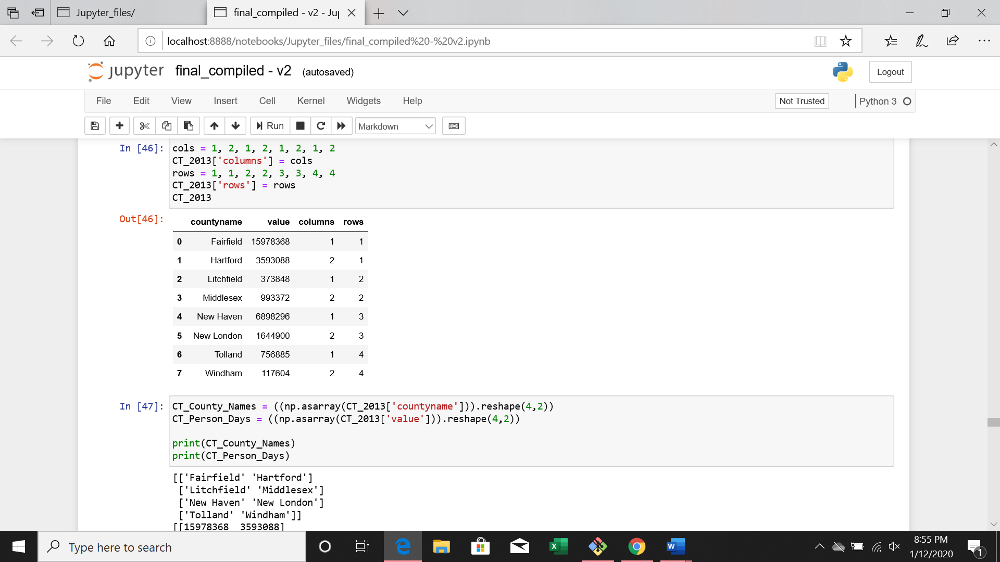 Jupyter_files/
final_compiled - v2 - Jup
localhost:8888/notebooks/Jupyter_files/final_compiled%20-%20v2.ipynb
jupyter final_compiled - v2 (autosaved)
Logout
File Edit View Insert Cell Kernel Widgets Help
Not Trusted
Python 3
Run
Markdown
In [46]:
cols = 1, 2, 1, 2, 1, 2, 1, 2
CT_2013['columns'] = cols
rows = 1, 1, 2, 2, 3, 3, 4, 4
CT_2013['rows'] = rows
CT_2013
Out[46]:
countyname value columns rows
0 Fairfield 15978368 1 1
1 Hartford 3593088 2 1
2 Litchfield 373848 1 2
3 Middlesex 993372 2 2
4 New Haven 6898296 1 3
5 New London 1644900 2 3
6 Tolland 756885 1 4
7 Windham 117604 2 4
In [47]:
CT_County_Names = ((np.asarray(CT_2013['countyname'])).reshape(4,2))
CT_Person_Days = ((np.asarray(CT_2013['value'])).reshape(4,2))
print(CT_County_Names)
print(CT_Person_Days)
[['Fairfield' 'Hartford']
['Litchfield' 'Middlesex']
['New Haven' 'New London']
['Tolland' 'Windham']]
[[15978368 3593088]
Type here to search
8:55 PM
1/12/2020
1